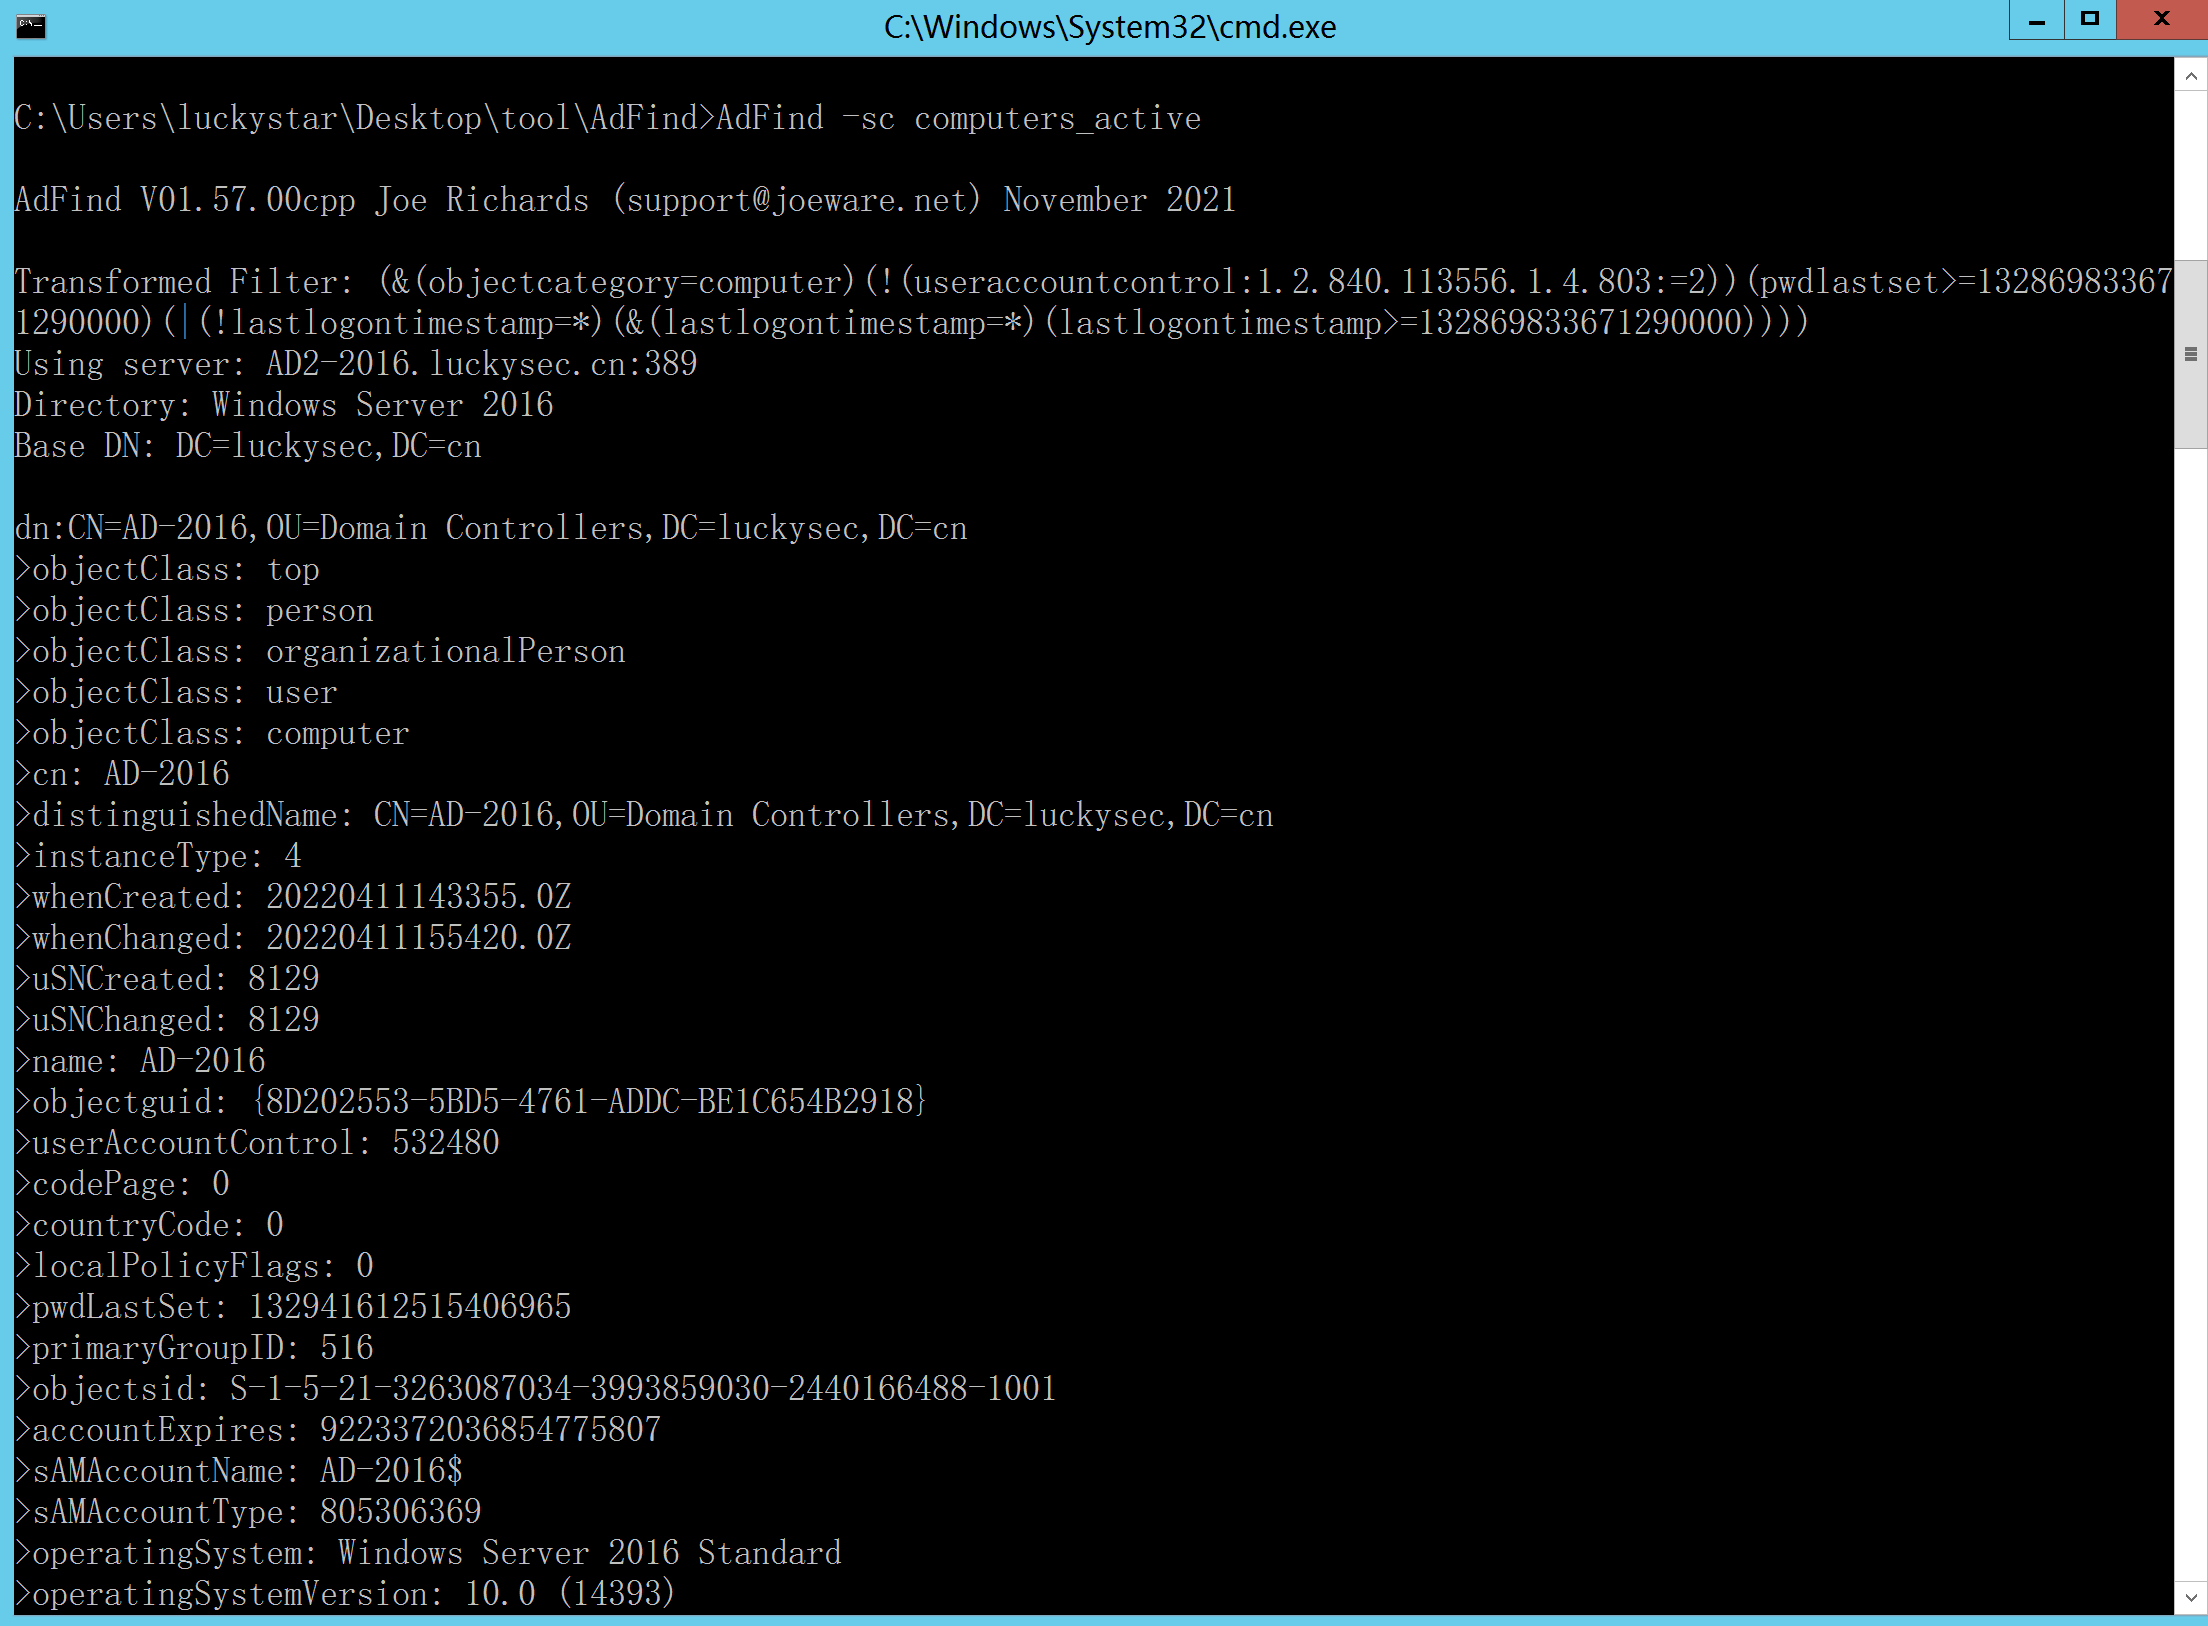 C:\Windows\System32\cmd.exe
C:\Users\luckystar\Desktop\tool\AdFind>AdFind -sc computers_active
AdFind V01.57.00cpp Joe Richards (support@joeware.net) November 2021
Transformed Filter: (&(objectcategory=computer)(!(useraccountcontrol:1.2.840.113556.1.4.803:=2))(pwdlastset>=13286983367
1290000)(|(!lastlogontimestamp=*)(&(lastlogontimestamp=*)(lastlogontimestamp>=132869833671290000))))
Using server: AD2-2016.luckysec.cn:389
Directory: Windows Server 2016
Base DN: DC=luckysec,DC=cn
dn:CN=AD-2016,OU=Domain Controllers,DC=luckysec,DC=cn
>objectClass: top
>objectClass: person
>objectClass: organizationalPerson
>objectClass: user
>objectClass: computer
>cn: AD-2016
>distinguishedName: CN=AD-2016,OU=Domain Controllers,DC=luckysec,DC=cn
>instanceType: 4
>whenCreated: 20220411143355.0Z
>whenChanged: 20220411155420.0Z
>uSNCreated: 8129
>uSNChanged: 8129
>name: AD-2016
>objectguid: {8D202553-5BD5-4761-ADDC-BE1C654B2918}
>userAccountControl: 532480
>codePage: 0
>countryCode: 0
>localPolicyFlags: 0
>pwdLastSet: 132941612515406965
>primaryGroupID: 516
>objectsid: S-1-5-21-3263087034-3993859030-2440166488-1001
>accountExpires: 9223372036854775807
>sAMAccountName: AD-2016$
>sAMAccountType: 805306369
>operatingSystem: Windows Server 2016 Standard
>operatingSystemVersion: 10.0 (14393)